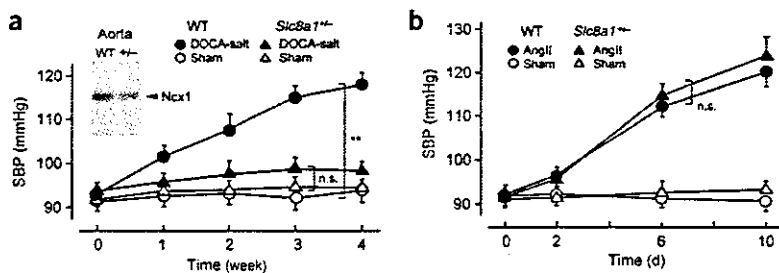 a
Aorta
WT +/–
Ncx1
WT Slc8a1+/–
DOCA-salt DOCA-salt
Sham Sham
SBP (mmHg)
120
110
100
90
**
n.s.
0 1 2 3 4
Time (week)
b
WT Slc8a1+/–
AngII AngII
Sham Sham
SBP (mmHg)
120
110
100
90
n.s.
0 2 6 10
Time (d)